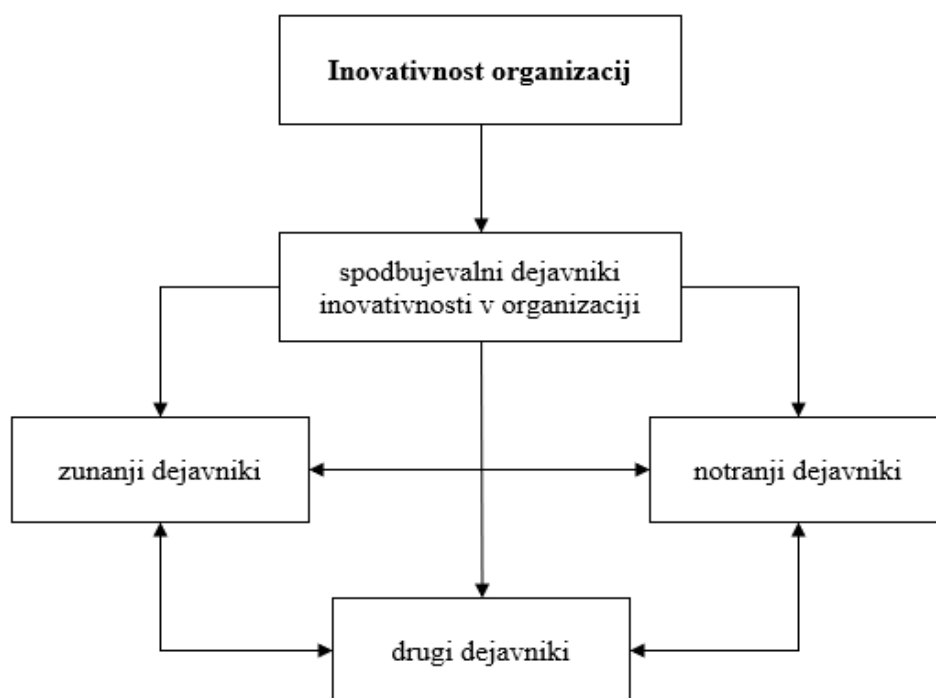 Inovativnost organizacij
spodbujevalni dejavniki
inovativnosti v organizaciji
zunanji dejavniki
notranji dejavniki
drugi dejavniki